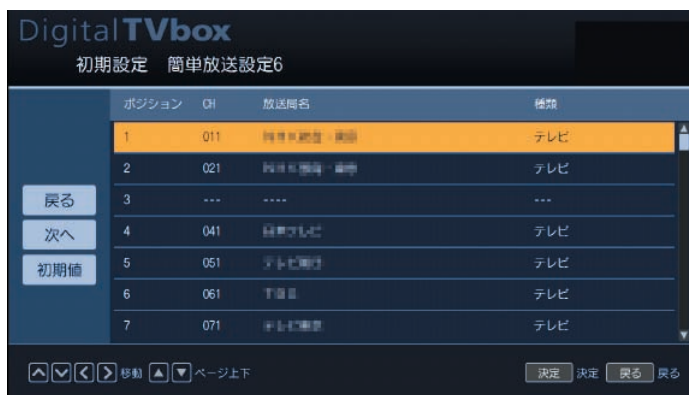 DigitalTVbox
初期設定 簡単放送設定6
ポジション CH 放送局名 種類
1 011 テレビ
2 021 テレビ
3 --- ---- ---
戻る
4 041 テレビ
次へ
5 051 テレビ
初期値
6 061 テレビ
7 071 テレビ
移動 ページ上下 決定 決定 戻る 戻る